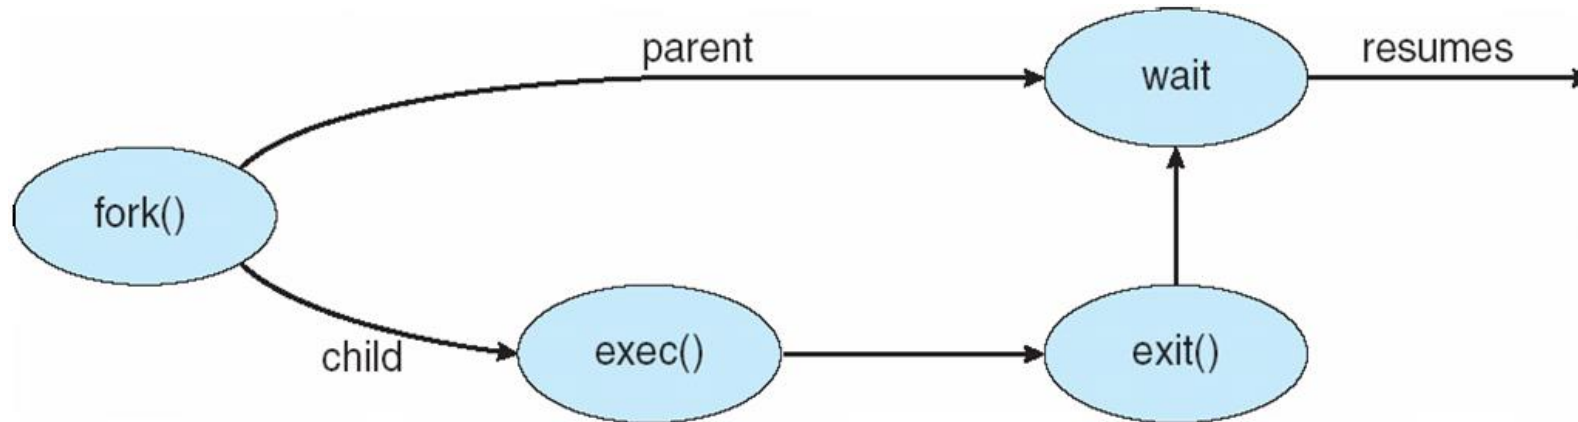 parent
wait
resumes
fork()
child
exec()
exit()